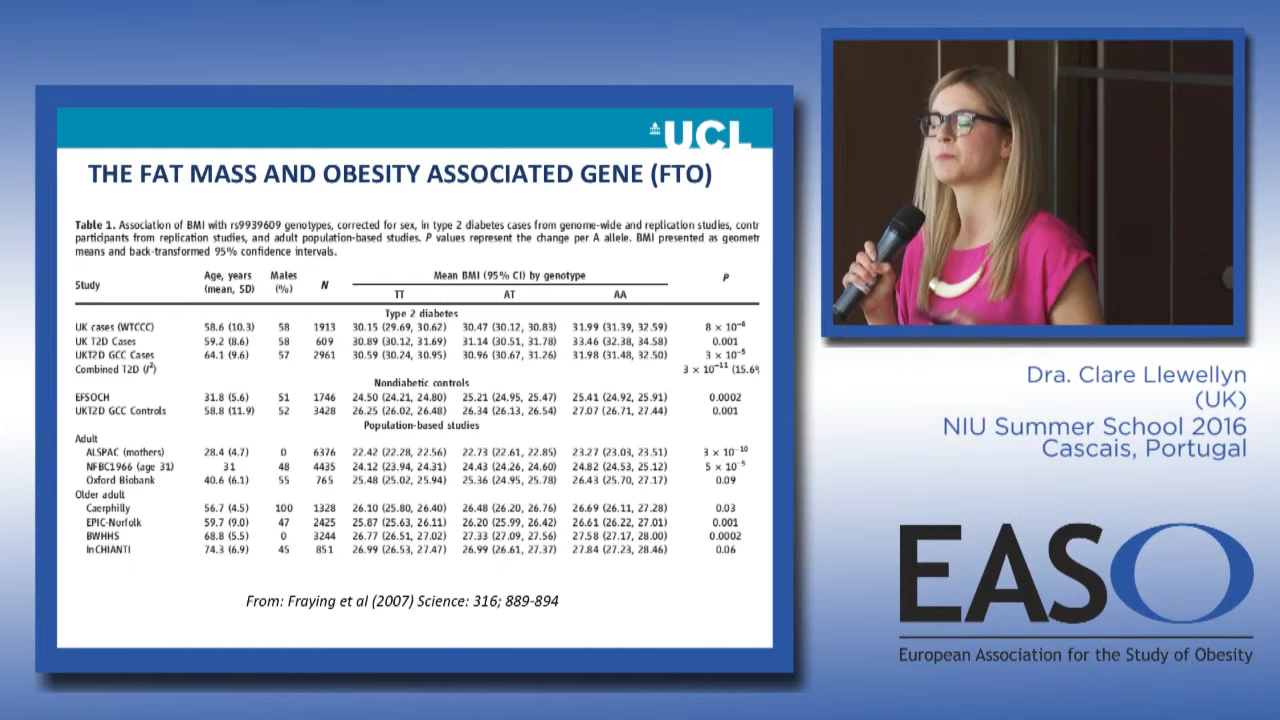 UCL
THE FAT MASS AND OBESITY ASSOCIATED GENE (FTO)
Table 1. Association of BMI with rs9939609 genotypes, corrected for sex, in type 2 diabetes cases from genome-wide and replication studies, contr
participants from replication studies, and adult population-based studies. P values represent the change per A allele. BMI presented as geometr
means and back-transformed 95% confidence intervals.
Study Age, years (mean, SD) Males (%) N Mean BMI (95% CI) by genotype P
TT AT AA
Type 2 diabetes
UK cases (WTCCC) 58.6 (10.3) 58 1913 30.15 (29.69, 30.62) 30.47 (30.12, 30.83) 31.99 (31.39, 32.59) 8 × 10⁻⁶
UK T2D Cases 59.2 (8.6) 58 609 30.89 (30.12, 31.69) 31.14 (30.51, 31.78) 33.46 (32.38, 34.58) 0.001
UKT2D GCC Cases 64.1 (9.6) 57 2961 30.59 (30.24, 30.95) 30.96 (30.67, 31.26) 31.98 (31.48, 32.50) 3 × 10⁻⁵
Combined T2D (I²) 3 × 10⁻¹¹ (15.6%
Nondiabetic controls
EFSOCH 31.8 (5.6) 51 1746 24.50 (24.21, 24.80) 25.21 (24.95, 25.47) 25.41 (24.92, 25.91) 0.0002
UKT2D GCC Controls 58.8 (11.9) 52 3428 26.25 (26.02, 26.48) 26.34 (26.13, 26.54) 27.07 (26.71, 27.44) 0.001
Population-based studies
Adult
ALSPAC (mothers) 28.4 (4.7) 0 6376 22.42 (22.28, 22.56) 22.73 (22.61, 22.85) 23.27 (23.03, 23.51) 3 × 10⁻¹⁰
NFBC1966 (age 31) 31 48 4435 24.12 (23.94, 24.31) 24.43 (24.26, 24.60) 24.82 (24.53, 25.12) 5 × 10⁻⁵
Oxford Biobank 40.6 (6.1) 55 765 25.48 (25.02, 25.94) 25.36 (24.95, 25.78) 26.43 (25.70, 27.17) 0.09
Older adult
Caerphilly 56.7 (4.5) 100 1328 26.10 (25.80, 26.40) 26.48 (26.20, 26.76) 26.69 (26.11, 27.28) 0.03
EPIC-Norfolk 59.7 (9.0) 47 2425 25.87 (25.63, 26.11) 26.20 (25.99, 26.42) 26.61 (26.22, 27.01) 0.001
BWHHS 68.8 (5.5) 0 3244 26.77 (26.51, 27.02) 27.33 (27.09, 27.56) 27.58 (27.17, 28.00) 0.0002
InCHIANTI 74.3 (6.9) 45 851 26.99 (26.53, 27.47) 26.99 (26.61, 27.37) 27.84 (27.23, 28.46) 0.06
From: Fraying et al (2007) Science: 316; 889-894
Dra. Clare Llewellyn
(UK)
NIU Summer School 2016
Cascais, Portugal
EASO
European Association for the Study of Obesity